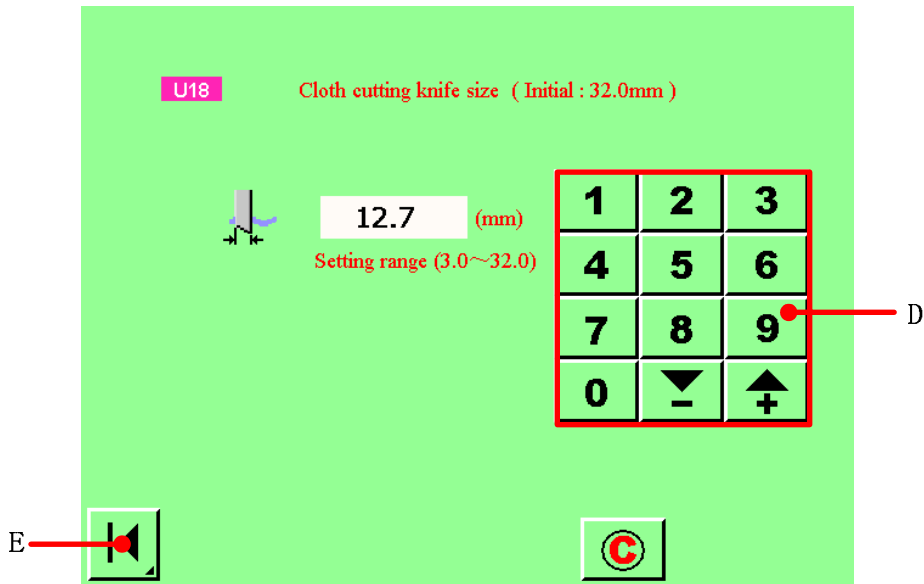 U18 Cloth cutting knife size ( Initial : 32.0mm )
12.7 (mm)
Setting range (3.0～32.0)
1 2 3
4 5 6
7 8 9
0 − +
D
E
C